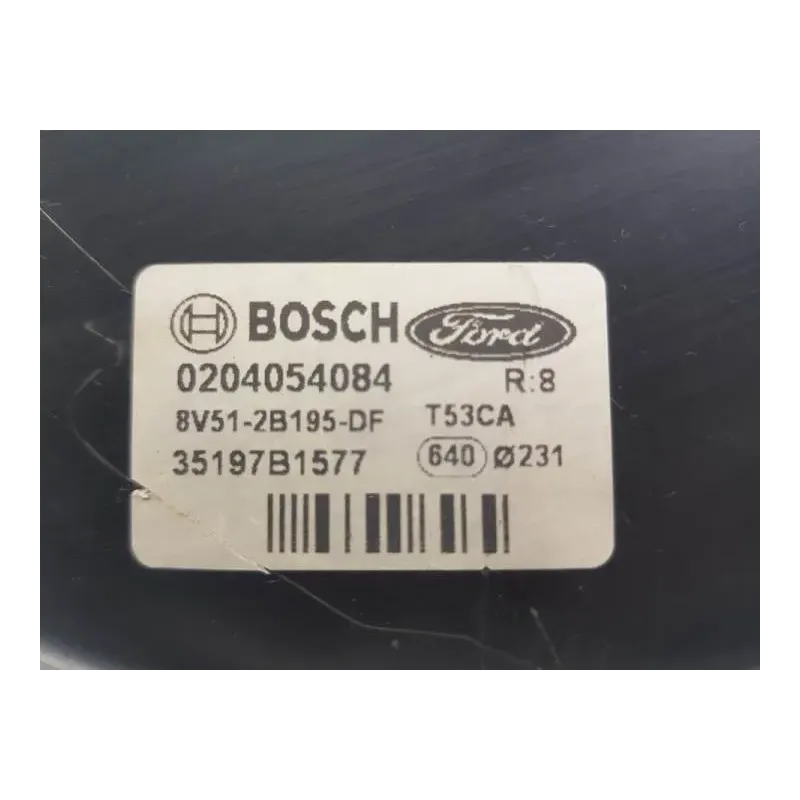 BOSCH Ford
0204054084 R:8
8V51-2B195-DF T53CA
35197B1577 640 Ø231